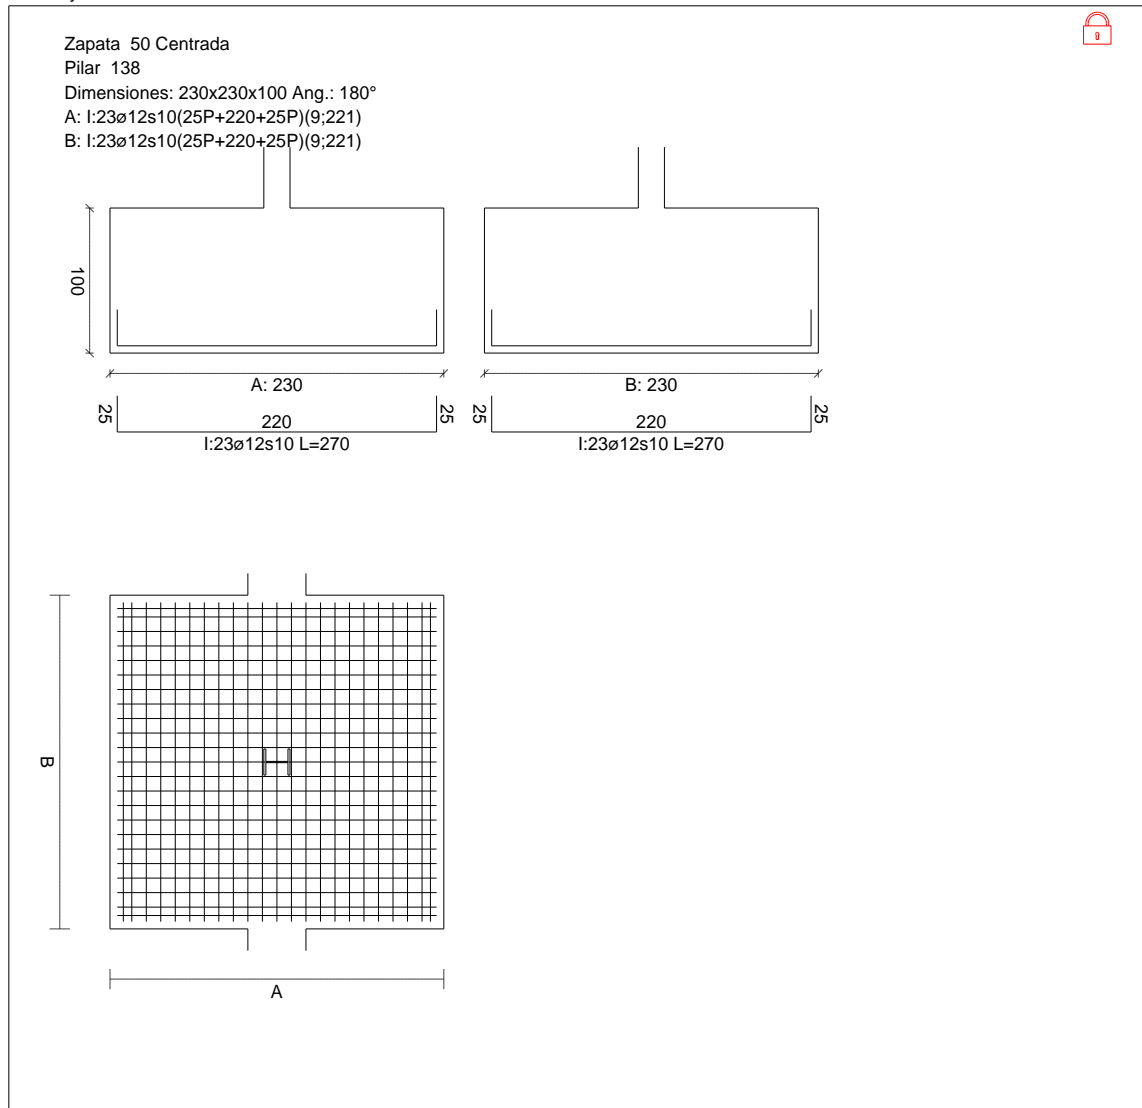 Zapata 50 Centrada
Pilar 138
Dimensiones: 230x230x100 Ang.: 180°
A: I:23ø12s10(25P+220+25P)(9;221)
B: I:23ø12s10(25P+220+25P)(9;221)
100
A: 230
B: 230
25
220
25
25
220
25
I:23ø12s10 L=270
I:23ø12s10 L=270
B
A